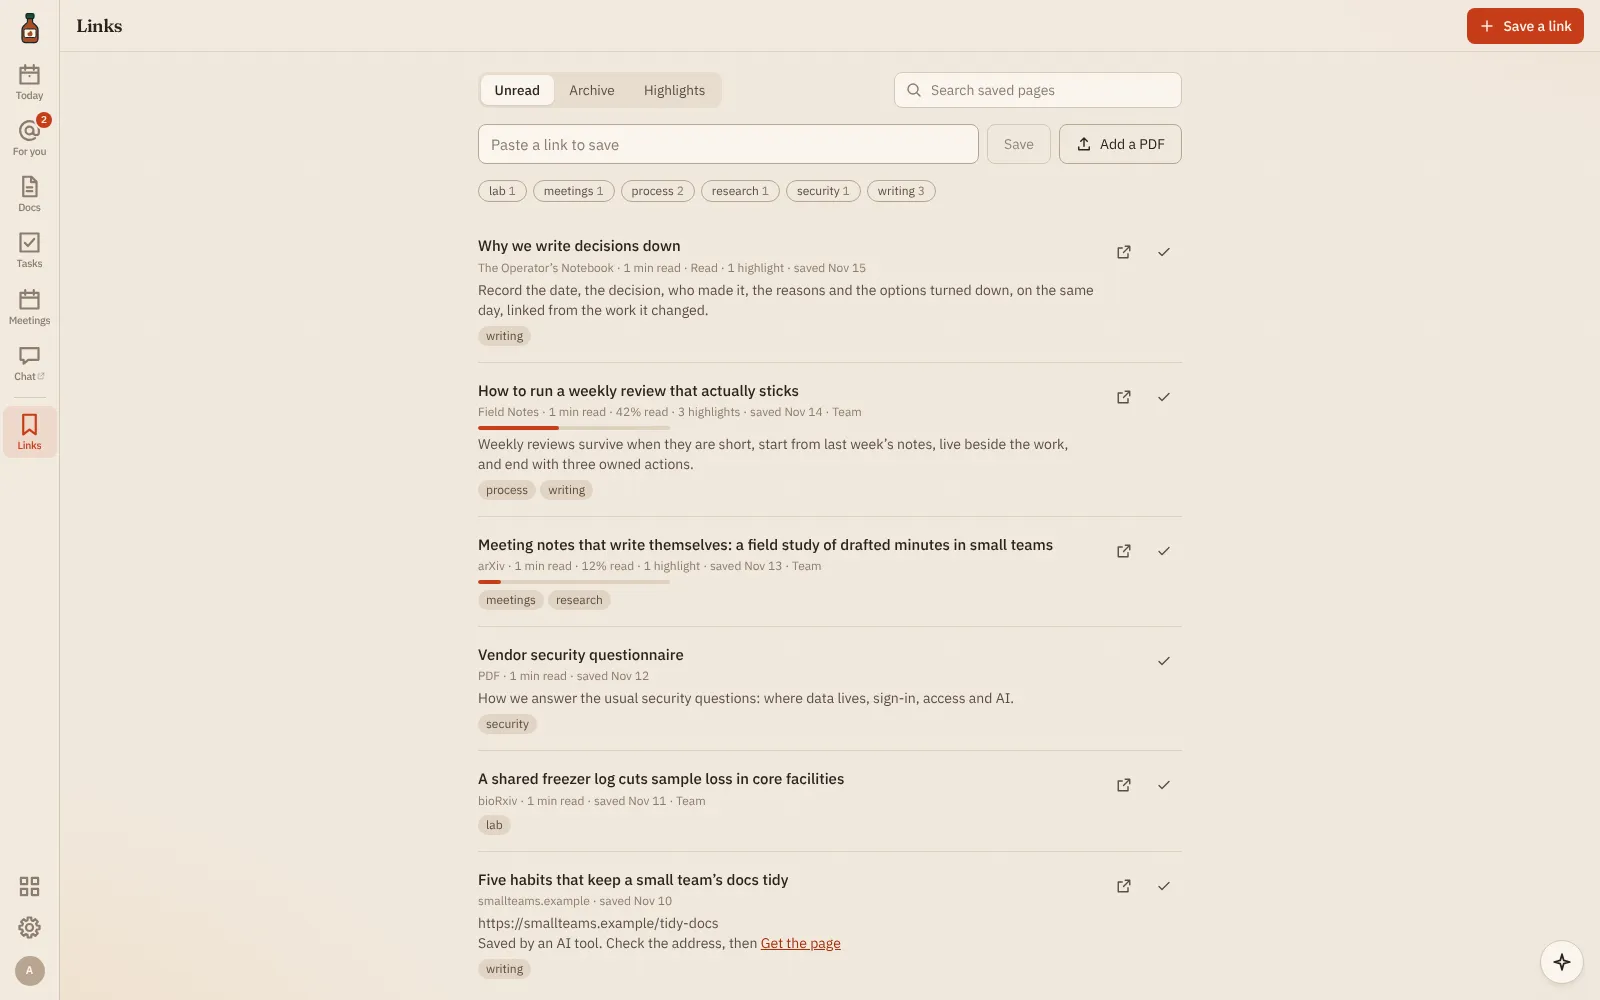 Links
Save a link
Today
2
For you
Docs
Tasks
Meetings
Chat
Links
A
Unread Archive Highlights
Search saved pages
Paste a link to save
Save
Add a PDF
lab 1 meetings 1 process 2 research 1 security 1 writing 3
Why we write decisions down
The Operator’s Notebook · 1 min read · Read · 1 highlight · saved Nov 15
Record the date, the decision, who made it, the reasons and the options turned down, on the same
day, linked from the work it changed.
writing
How to run a weekly review that actually sticks
Field Notes · 1 min read · 42% read · 3 highlights · saved Nov 14 · Team
Weekly reviews survive when they are short, start from last week’s notes, live beside the work,
and end with three owned actions.
process writing
Meeting notes that write themselves: a field study of drafted minutes in small teams
arXiv · 1 min read · 12% read · 1 highlight · saved Nov 13 · Team
meetings research
Vendor security questionnaire
PDF · 1 min read · saved Nov 12
How we answer the usual security questions: where data lives, sign-in, access and AI.
security
A shared freezer log cuts sample loss in core facilities
bioRxiv · 1 min read · saved Nov 11 · Team
lab
Five habits that keep a small team’s docs tidy
smallteams.example · saved Nov 10
https://smallteams.example/tidy-docs
Saved by an AI tool. Check the address, then Get the page
writing